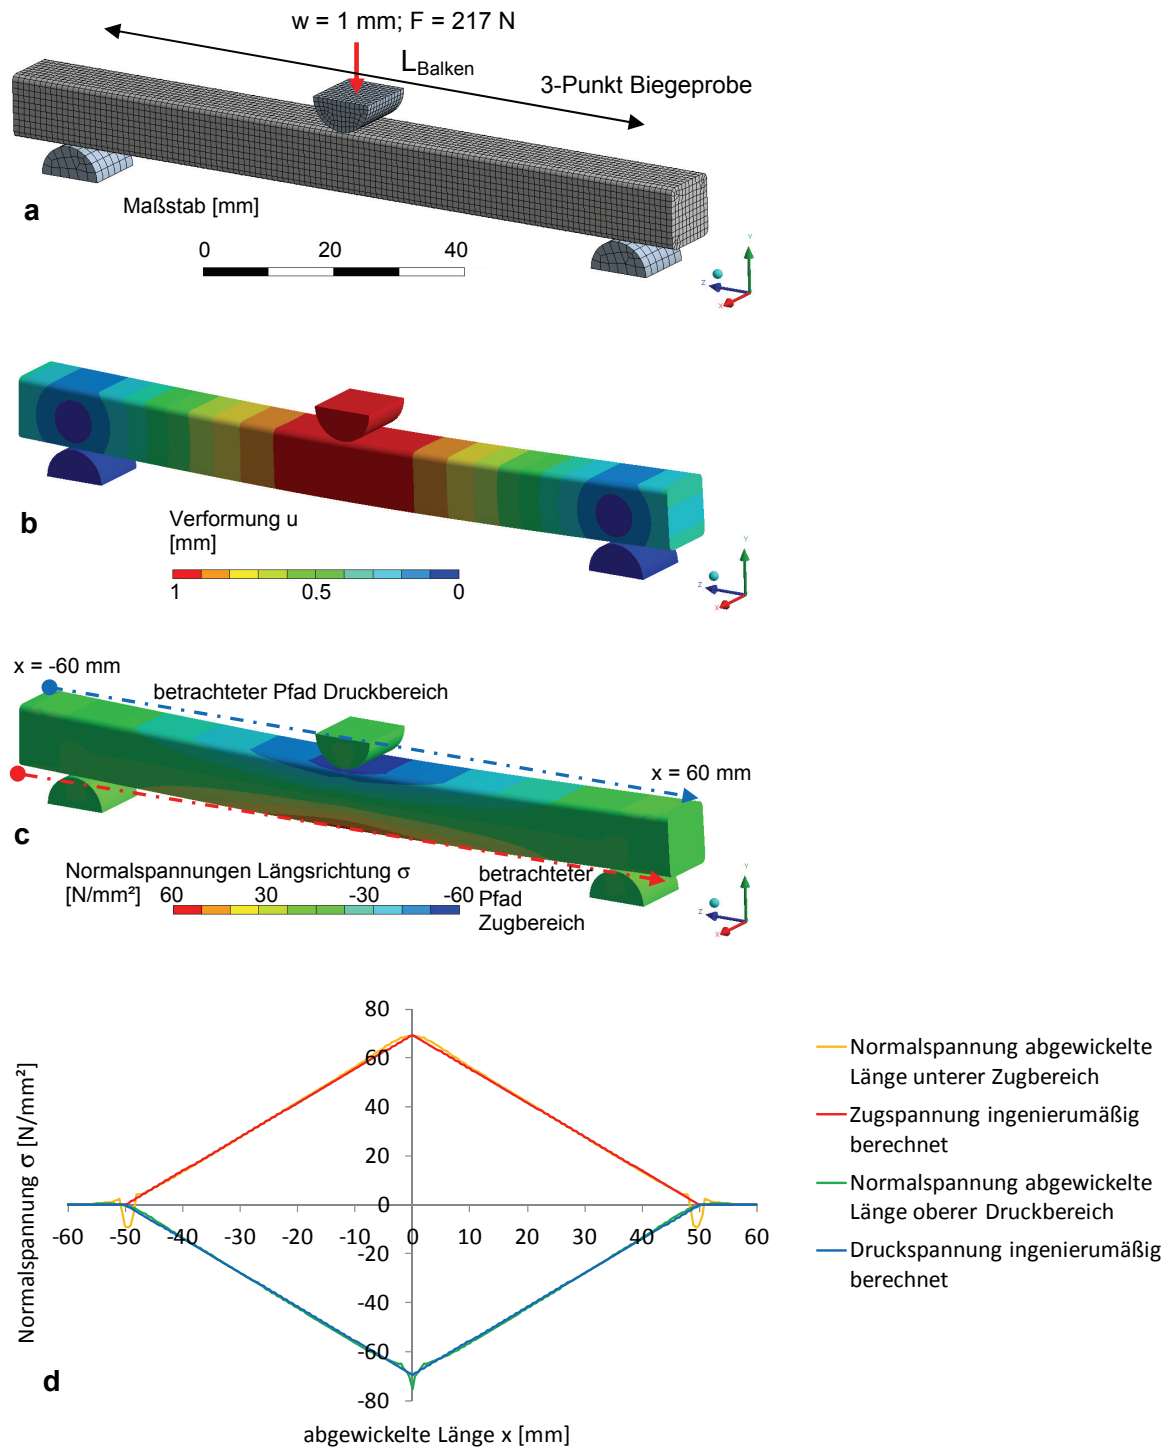 w = 1 mm; F = 217 N
L_Balken
3-Punkt Biegeprobe
a
Maßstab [mm]
0 20 40
Y
Z
X
b
Verformung u
[mm]
1 0.5 0
Y
Z
X
x = -60 mm
betrachteter Pfad Druckbereich
x = 60 mm
c
Normalspannungen Längsrichtung σ
[N/mm²] 60 30 -30 -60
betrachteter
Pfad
Zugbereich
Y
Z
X
Normalspannung σ [N/mm²]
80
60
40
20
0
-20
-40
-60
-80
-60 -50 -40 -30 -20 -10 0 10 20 30 40 50 60
abgewickelte Länge x [mm]
d
Normalspannung abgewickelte
Länge unterer Zugbereich
Zugspannung ingenierumäßig
berechnet
Normalspannung abgewickelte
Länge oberer Druckbereich
Druckspannung ingenierumäßig
berechnet